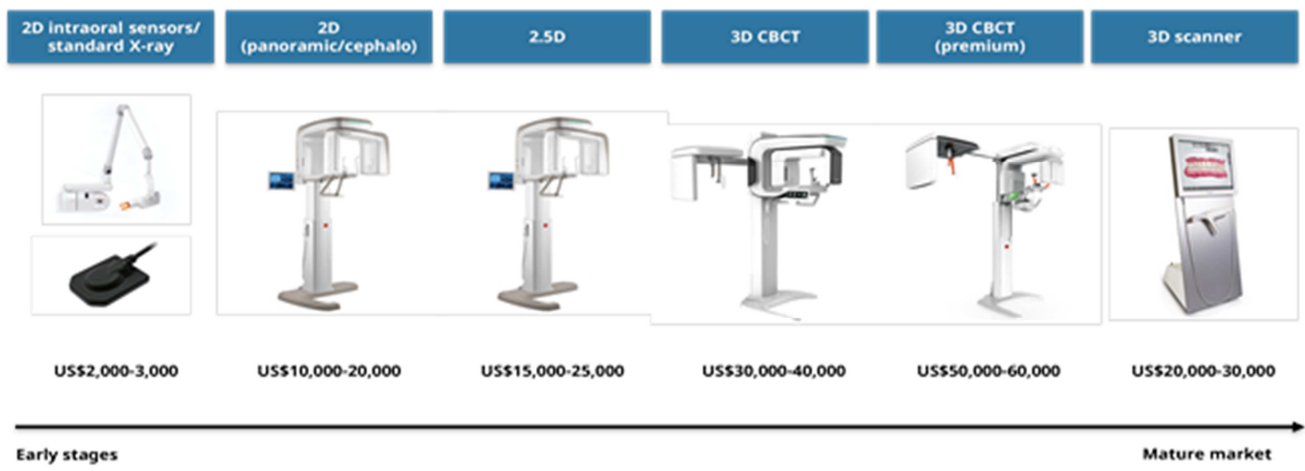 2D intraoral sensors/
standard X-ray
2D
(panoramic/cephalo)
2.5D
3D CBCT
3D CBCT
(premium)
3D scanner
US$2,000-3,000
US$10,000-20,000
US$15,000-25,000
US$30,000-40,000
US$50,000-60,000
US$20,000-30,000
Early stages
Mature market